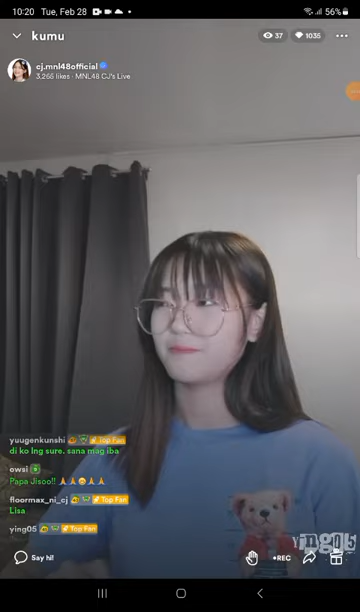 10:20 Tue, Feb 28 56%
kumu 37 1035
cj.mnl48official
3,265 likes · MNL48 CJ's Live
yuugenkunshi Top Fan
di ko lng sure. sana mag iba
owsi
Papa Jisoo!! 🙏🙏😍🙏🙏
floormax_ni_cj Top Fan
Lisa
ying05 Top Fan
ying05
Say hi! •REC